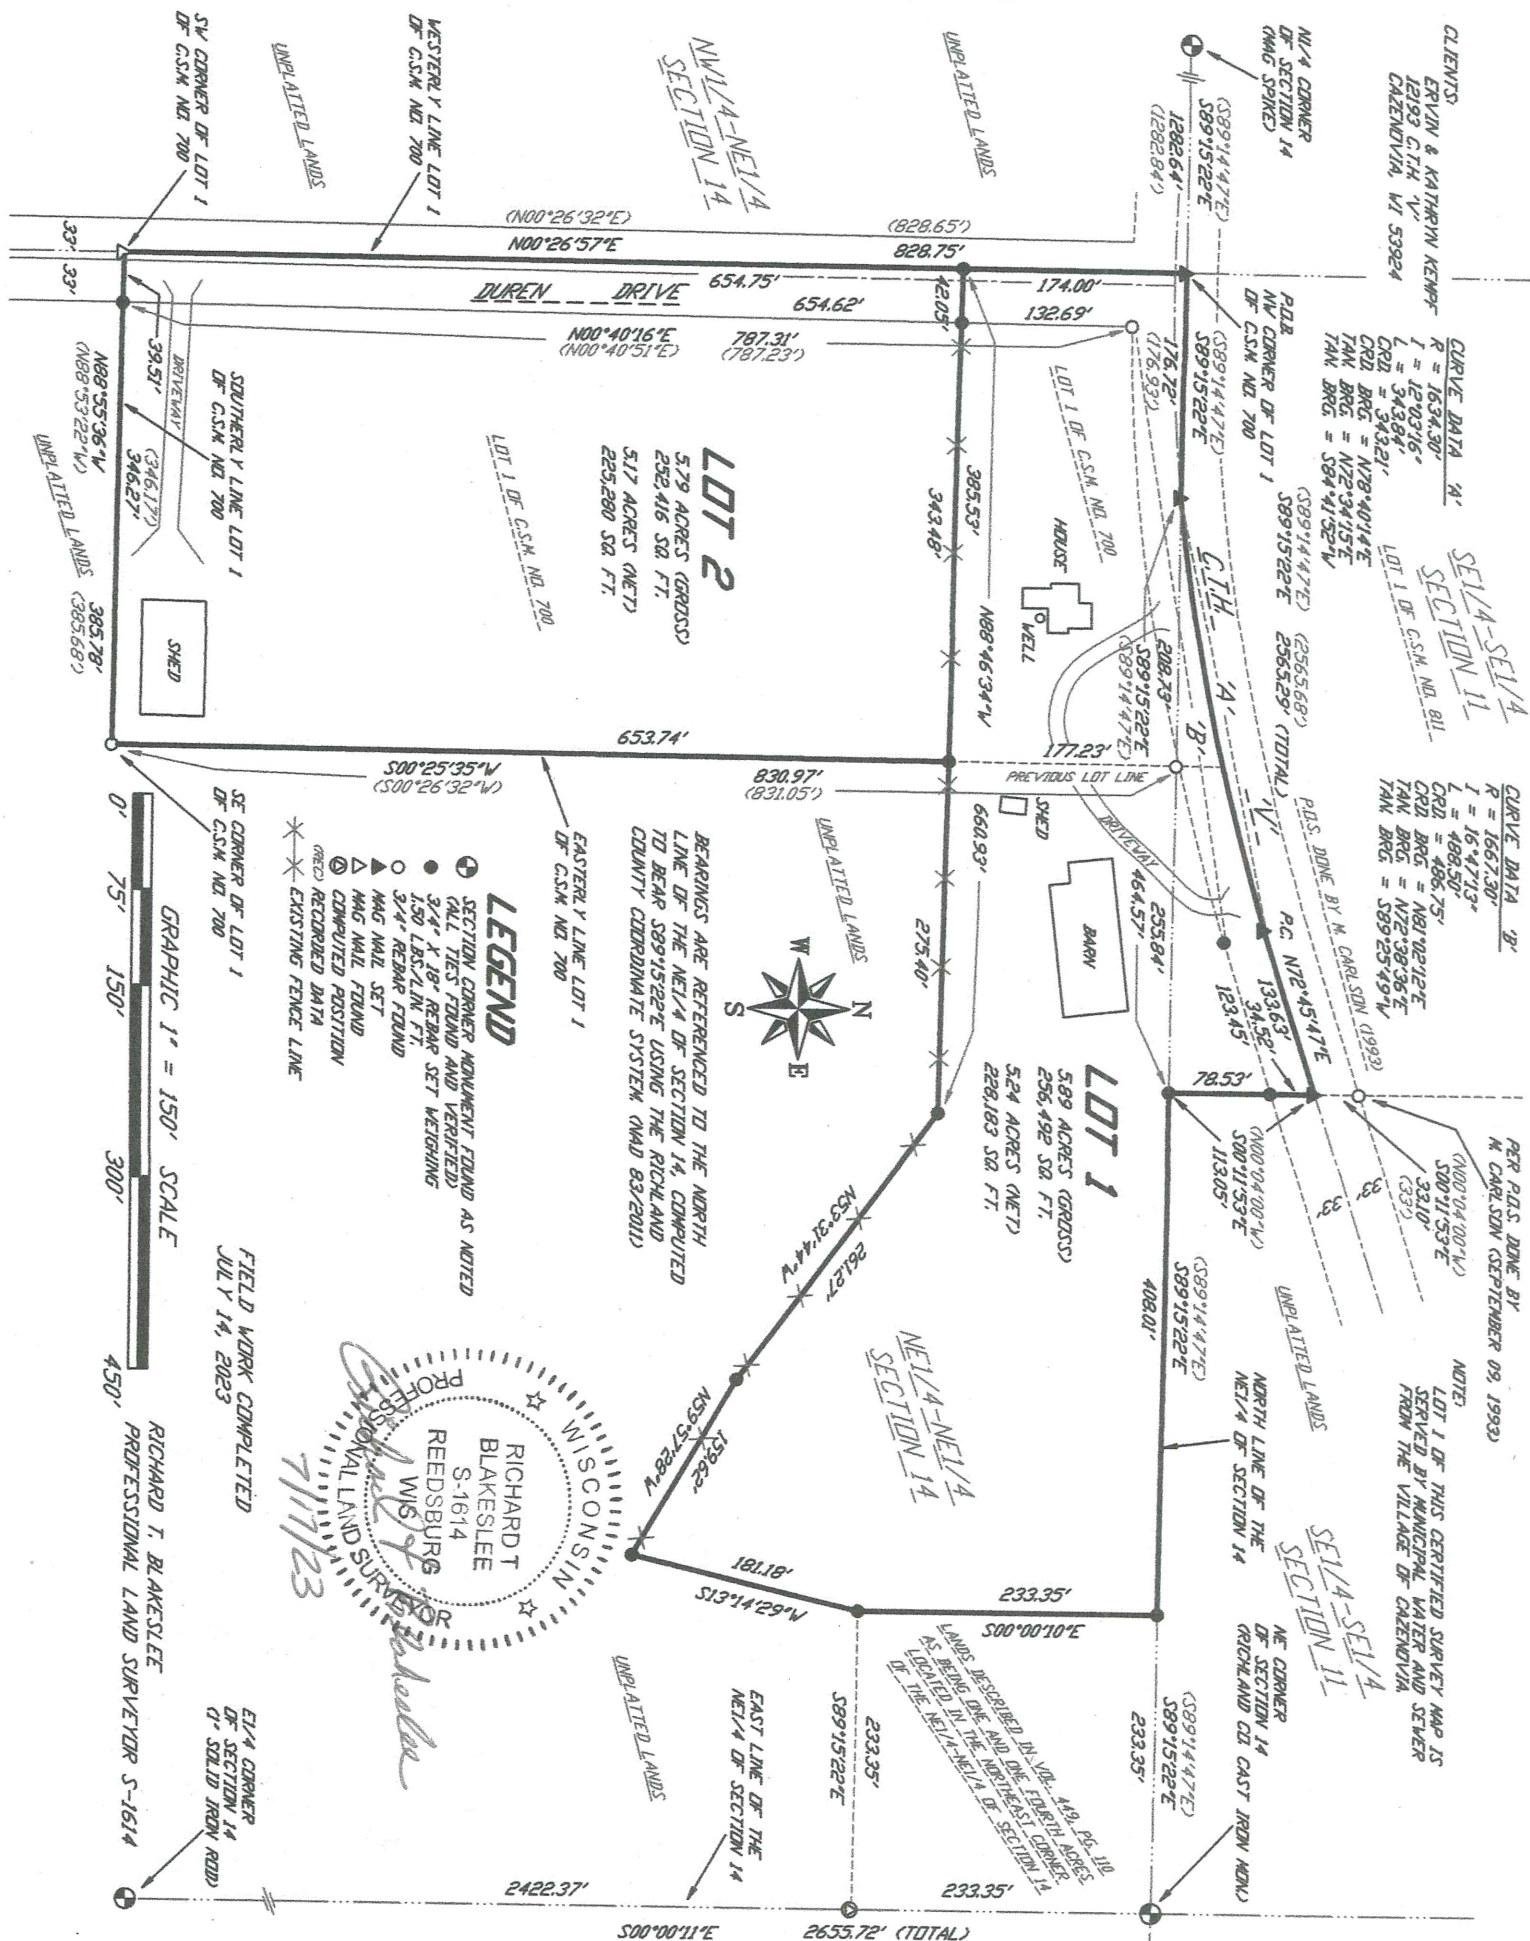 CLIENTS:
ERVIN & KATHRYN KEMPF
12193 C.T.H. 'V'
CAZENOVIA, WI 53924
CURVE DATA 'A'
R = 1634.30'
I = 12°03'16"
L = 343.84'
CRD. = 343.21'
CRD. BRG. = N78°40'14"E
TAN. BRG. = N72°34'15"E
TAN. BRG. = S84°41'52"W
CURVE DATA 'B'
R = 1667.30'
I = 16°47'13"
L = 488.50'
CRD. = 486.75'
CRD. BRG. = N81°02'12"E
TAN. BRG. = N72°38'36"E
TAN. BRG. = S89°25'49"W
PER P.O.S. DONE BY
M. CARLSON (SEPTEMBER 09, 1993)
NOTE:
LOT 1 OF THIS CERTIFIED SURVEY MAP IS
SERVED BY MUNICIPAL WATER AND SEWER
FROM THE VILLAGE OF CAZENOVIA.
N1/4 CORNER
OF SECTION 14
(MAG SPIKE)
SE1/4-SE1/4
SECTION 11
LOT 1 OF C.S.M. NO. 811
SE1/4-SE1/4
SECTION 11
(S89°14'47"E)
S89°15'22"E
1282.64'
(1282.84')
P.O.B.
NW CORNER OF LOT 1
OF C.S.M. NO. 700
(S89°14'47"E)
S89°15'22"E
176.72'
(176.93')
(S89°14'47"E) (2565.68')
S89°15'22"E 2565.29' (TOTAL)
P.O.S. DONE BY M. CARLSON (1993)
(N00°04'00"W)
S00°11'53"E
33.10'
(33')
33'
33'
C.T.H. 'V'
'A'
'B'
P.C.
N72°45'47"E
133.63'
34.52'
123.45'
(N00°04'00"W)
S00°11'53"E
113.05'
78.53'
UNPLATTED LANDS
NORTH LINE OF THE
NE1/4 OF SECTION 14
NE CORNER
OF SECTION 14
(RICHLAND CO. CAST IRON MON.)
(S89°14'47"E)
S89°15'22"E
408.01'
(S89°14'47"E)
S89°15'22"E
233.35'
208.73'
S89°15'22"E
(S89°14'47"E)
255.84'
464.57'
UNPLATTED LANDS
NW1/4-NE1/4
SECTION 14
LOT 1 OF C.S.M. NO. 700
HOUSE
WELL
177.23'
PREVIOUS LOT LINE
SHED
DRIVEWAY
BARN
LOT 1
5.89 ACRES (GROSS)
256,492 SQ. FT.
5.24 ACRES (NET)
228,183 SQ. FT.
(828.65')
828.75'
174.00'
132.69'
42.05'
385.53'
343.48'
N88°46'34"W
660.93'
275.40'
N53°31'44"W
261.27'
N59°57'28"W
159.62'
181.18'
S13°14'29"W
233.35'
S00°00'10"E
LANDS DESCRIBED IN VOL. 449, PG. 110
AS BEING ONE AND ONE FOURTH ACRES
LOCATED IN THE NORTHEAST CORNER
OF THE NE1/4-NE1/4 OF SECTION 14
233.35'
S89°15'22"E
233.35'
EAST LINE OF THE
NE1/4 OF SECTION 14
2422.37'
S00°00'11"E 2655.72' (TOTAL)
NE1/4-NE1/4
SECTION 14
UNPLATTED LANDS
UNPLATTED LANDS
WESTERLY LINE LOT 1
OF C.S.M. NO. 700
(N00°26'32"E)
N00°26'57"E
654.75'
DUREN DRIVE
654.62'
N00°40'16"E 787.31'
(N00°40'51"E) (787.23')
LOT 2
5.79 ACRES (GROSS)
252,416 SQ. FT.
5.17 ACRES (NET)
225,280 SQ. FT.
LOT 1 OF C.S.M. NO. 700
653.74'
S00°25'35"W 830.97'
(S00°26'32"W) (831.05')
EASTERLY LINE LOT 1
OF C.S.M. NO. 700
UNPLATTED LANDS
SW CORNER OF LOT 1
OF C.S.M. NO. 700
33'
33'
39.51'
DRIVEWAY
SOUTHERLY LINE LOT 1
OF C.S.M. NO. 700
(346.17')
346.27'
N88°55'36"W 385.78'
(N88°53'22"W) (385.68')
UNPLATTED LANDS
SHED
SE CORNER OF LOT 1
OF C.S.M. NO. 700
N
W
E
S
BEARINGS ARE REFERENCED TO THE NORTH
LINE OF THE NE1/4 OF SECTION 14, COMPUTED
TO BEAR S89°15'22"E USING THE RICHLAND
COUNTY COORDINATE SYSTEM. (NAD 83/2011)
LEGEND
SECTION CORNER MONUMENT FOUND AS NOTED
(ALL TIES FOUND AND VERIFIED)
3/4" X 18" REBAR SET WEIGHING
1.50 LBS/LIN. FT.
3/4" REBAR FOUND
MAG NAIL SET
MAG NAIL FOUND
COMPUTED POSITION
(REC) RECORDED DATA
EXISTING FENCE LINE
0' 75' 150' 300' 450'
GRAPHIC 1" = 150' SCALE
FIELD WORK COMPLETED
JULY 14, 2023
WISCONSIN
RICHARD T
BLAKESLEE
S-1614
REEDSBURG
WIS
PROFESSIONAL LAND SURVEYOR
Richard T. Blakeslee
7/17/23
RICHARD T. BLAKESLEE
PROFESSIONAL LAND SURVEYOR S-1614
E1/4 CORNER
OF SECTION 14
(1" SOLID IRON ROD)